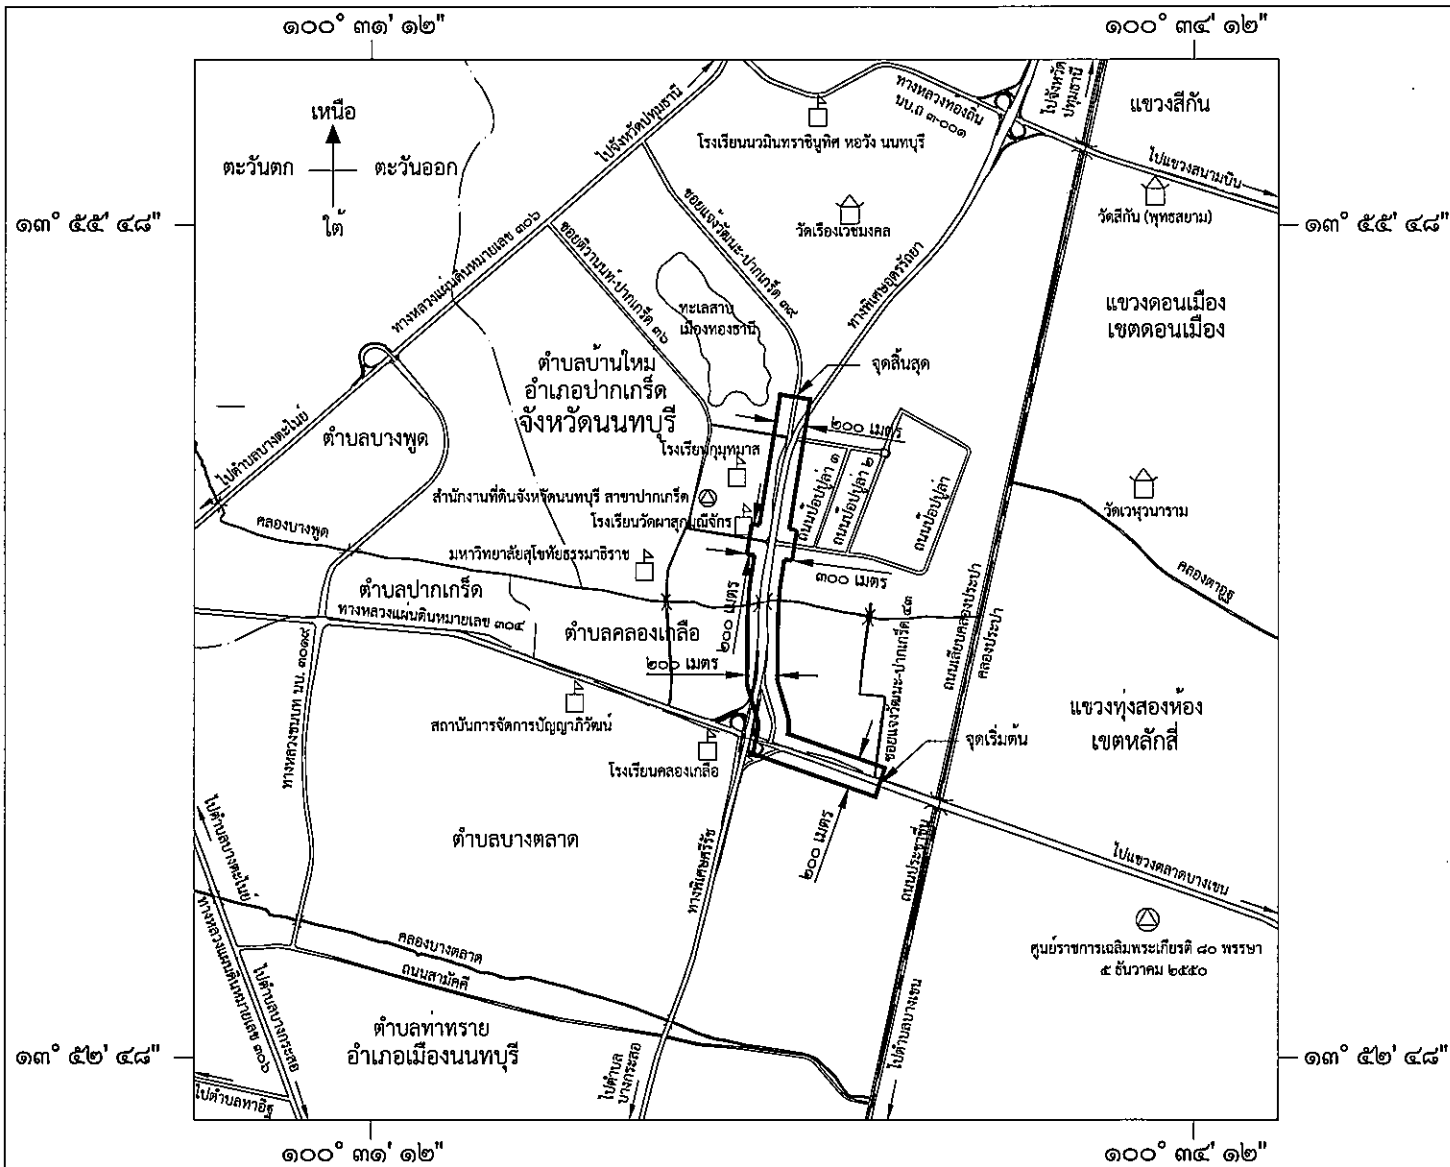 ๑๐๐° ๓๑' ๑๒"
๑๐๐° ๓๔' ๑๒"
เหนือ
ตะวันตก
ตะวันออก
ใต้
๑๓° ๕๕' ๔๘"
๑๓° ๕๕' ๔๘"
ไปจังหวัดปทุมธานี
ทางหลวงท้องถิ่น
นบ.ถ ๓-๐๐๑
ไปจังหวัด
ปทุมธานี
แขวงสีกัน
โรงเรียนนวมินทราชินูทิศ หอวัง นนทบุรี
ไปแขวงสนามบิน
วัดสีกัน (พุทธสยาม)
วัดเรืองเวชมงคล
ซอยแจ้งวัฒนะ-ปากเกร็ด ๓๙
ซอยติวานนท์-ปากเกร็ด ๓๖
ทางหลวงแผ่นดินหมายเลข ๓๐๖
ทางพิเศษอุดรรัถยา
ทะเลสาบ
เมืองทองธานี
แขวงดอนเมือง
เขตดอนเมือง
ตำบลบ้านใหม่
อำเภอปากเกร็ด
จังหวัดนนทบุรี
จุดสิ้นสุด
๒๐๐ เมตร
ตำบลบางพูด
ไปตำบลบางตะไนย์
โรงเรียนกุมุทมาส
สำนักงานที่ดินจังหวัดนนทบุรี สาขาปากเกร็ด
โรงเรียนวัดผาสุกมณีจักร
ถนนป๊อปปูล่า ๑
ถนนป๊อปปูล่า ๒
ถนนป๊อปปูล่า
วัดเวฬุวนาราม
คลองบางพูด
มหาวิทยาลัยสุโขทัยธรรมาธิราช
๓๐๐ เมตร
คลองตาอูฐ
ตำบลปากเกร็ด
ทางหลวงแผ่นดินหมายเลข ๓๐๔
ตำบลคลองเกลือ
๒๐๐ เมตร
๒๐๐ เมตร
ซอยแจ้งวัฒนะ-ปากเกร็ด ๔๓
ถนนเลียบคลองประปา
คลองประปา
ทางหลวงชนบท นบ. ๓๐๑๙
สถาบันการจัดการปัญญาภิวัฒน์
โรงเรียนคลองเกลือ
แขวงทุ่งสองห้อง
เขตหลักสี่
จุดเริ่มต้น
๒๐๐ เมตร
ไปตำบลบางตะไนย์
ตำบลบางตลาด
ทางพิเศษศรีรัช
ถนนประชาชื่น
ไปแขวงตลาดบางเขน
ทางหลวงแผ่นดินหมายเลข ๓๐๖
คลองบางตลาด
ถนนสามัคคี
ศูนย์ราชการเฉลิมพระเกียรติ ๘๐ พรรษา
๕ ธันวาคม ๒๕๕๐
ไปตำบลบางกระสอ
ตำบลท่าทราย
อำเภอเมืองนนทบุรี
ไปตำบล
บางกระสอ
ไปตำบลบางเขน
ไปตำบลท่าอิฐ
๑๓° ๕๒' ๔๘"
๑๓° ๕๒' ๔๘"
๑๐๐° ๓๑' ๑๒"
๑๐๐° ๓๔' ๑๒"